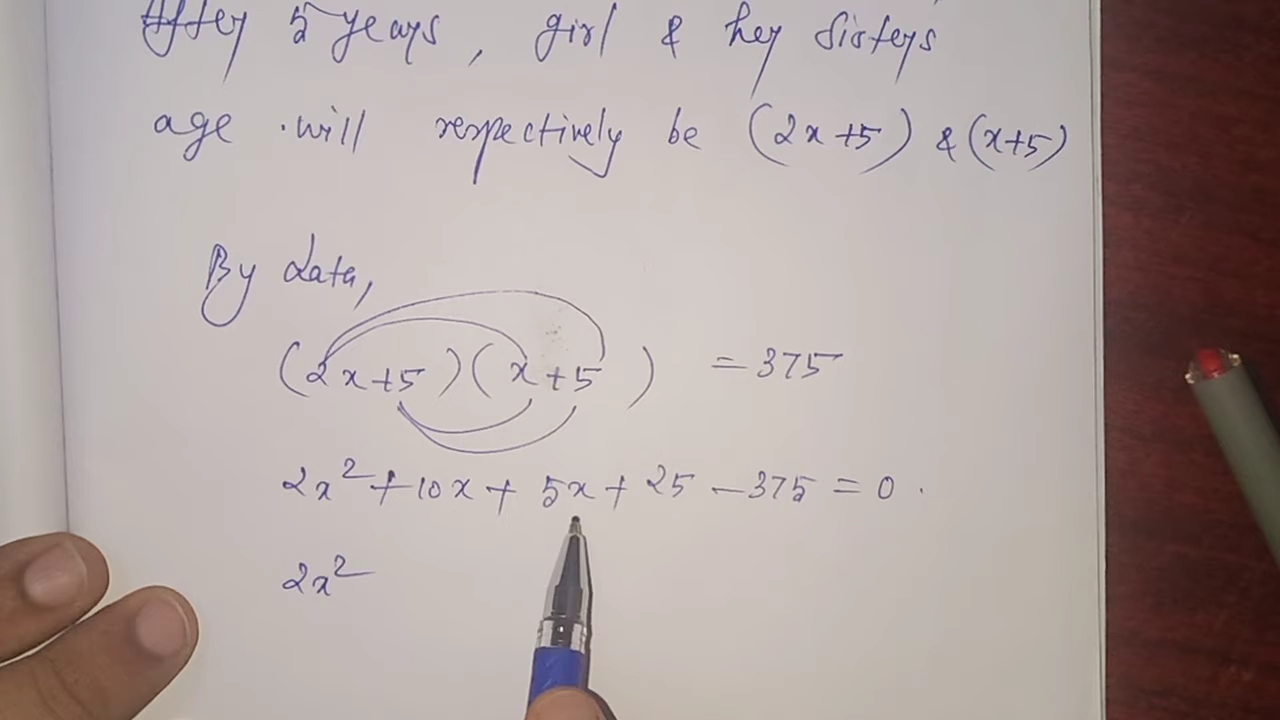 After 5 years, girl & her sisters
age will respectively be (2x+5) & (x+5)
By data,
(2x+5)(x+5) = 375
2x² + 10x + 5x + 25 - 375 = 0.
2x²